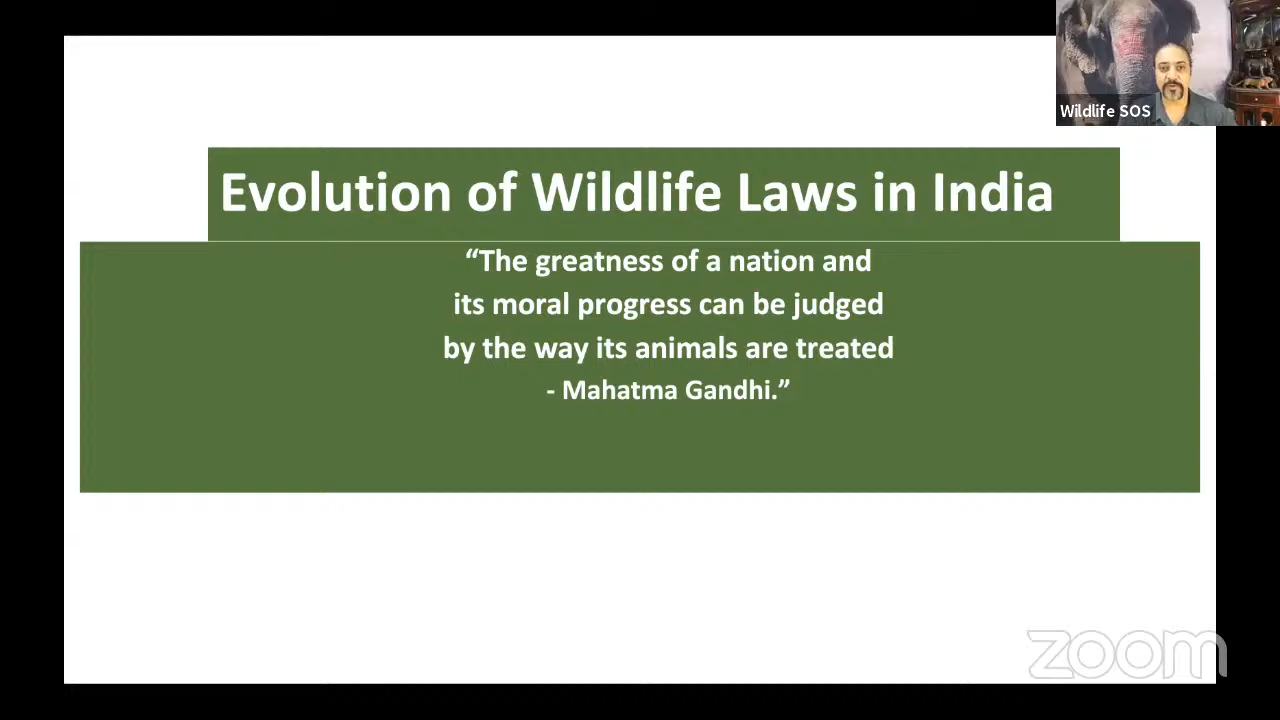 Wildlife SOS
Evolution of Wildlife Laws in India
“The greatness of a nation and
its moral progress can be judged
by the way its animals are treated
- Mahatma Gandhi.”
zoom